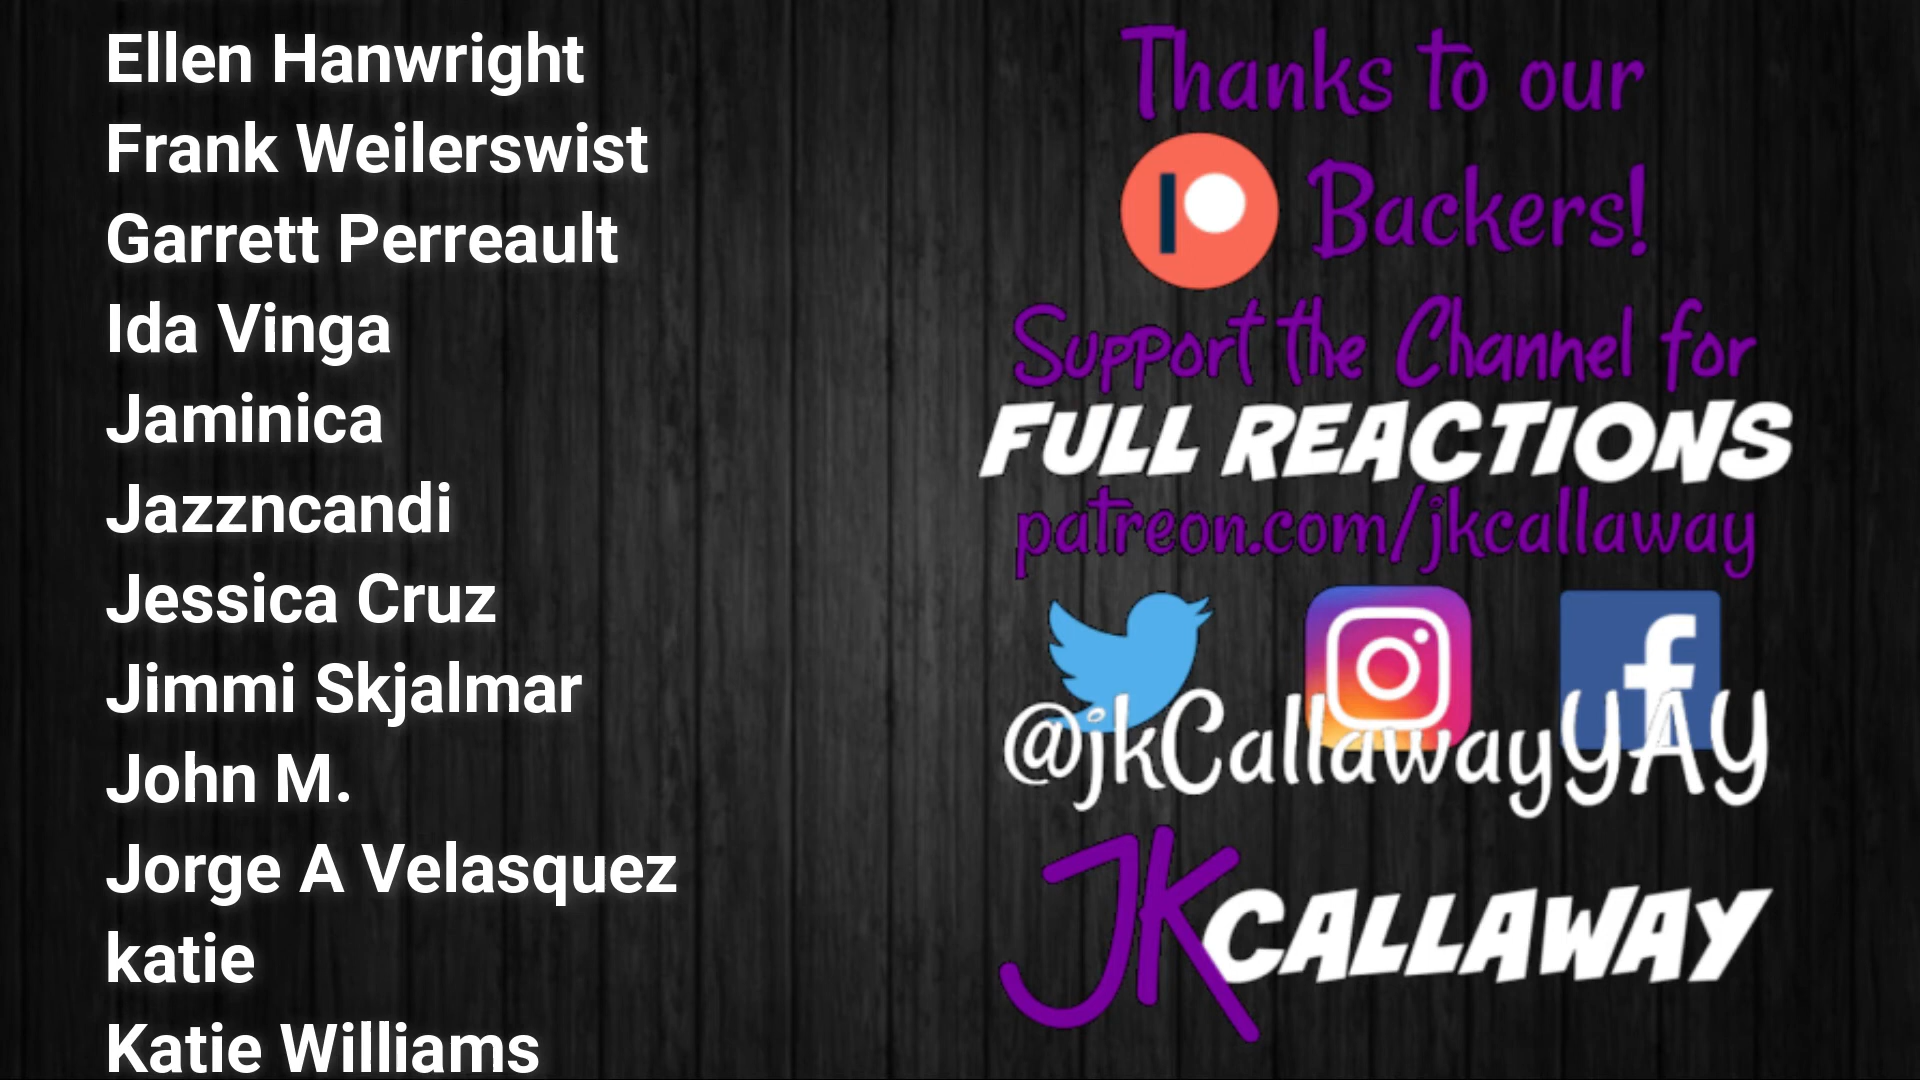 Ellen Hanwright
Frank Weilerswist
Garrett Perreault
Ida Vinga
Jaminica
Jazzncandi
Jessica Cruz
Jimmi Skjalmar
John M.
Jorge A Velasquez
katie
Katie Williams
Thanks to our
Backers!
Support the Channel for
FULL REACTIONS
patreon.com/jkcallaway
@jkCallawayYAY
JKCALLAWAY